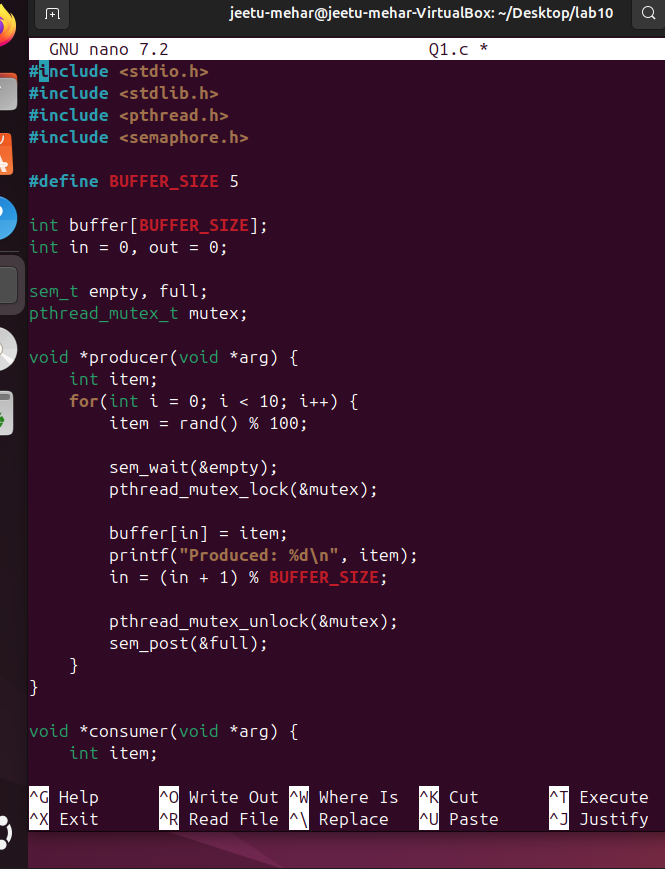 jeetu-mehar@jeetu-mehar-VirtualBox: ~/Desktop/lab10
GNU nano 7.2 Q1.c *
#include <stdio.h>
#include <stdlib.h>
#include <pthread.h>
#include <semaphore.h>

#define BUFFER_SIZE 5

int buffer[BUFFER_SIZE];
int in = 0, out = 0;

sem_t empty, full;
pthread_mutex_t mutex;

void *producer(void *arg) {
    int item;
    for(int i = 0; i < 10; i++) {
        item = rand() % 100;

        sem_wait(&empty);
        pthread_mutex_lock(&mutex);

        buffer[in] = item;
        printf("Produced: %d\n", item);
        in = (in + 1) % BUFFER_SIZE;

        pthread_mutex_unlock(&mutex);
        sem_post(&full);
    }
}

void *consumer(void *arg) {
    int item;

^G Help ^O Write Out ^W Where Is ^K Cut ^T Execute
^X Exit ^R Read File ^\ Replace ^U Paste ^J Justify